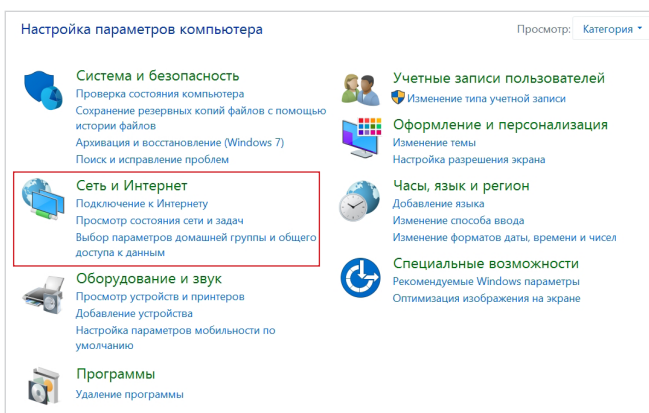 Настройка параметров компьютера
Просмотр: Категория
Система и безопасность
Проверка состояния компьютера
Сохранение резервных копий файлов с помощью
истории файлов
Архивация и восстановление (Windows 7)
Поиск и исправление проблем
Сеть и Интернет
Подключение к Интернету
Просмотр состояния сети и задач
Выбор параметров домашней группы и общего
доступа к данным
Оборудование и звук
Просмотр устройств и принтеров
Добавление устройства
Настройка параметров мобильности по
умолчанию
Программы
Удаление программы
Учетные записи пользователей
Изменение типа учетной записи
Оформление и персонализация
Изменение темы
Настройка разрешения экрана
Часы, язык и регион
Добавление языка
Изменение способа ввода
Изменение форматов даты, времени и чисел
Специальные возможности
Рекомендуемые Windows параметры
Оптимизация изображения на экране